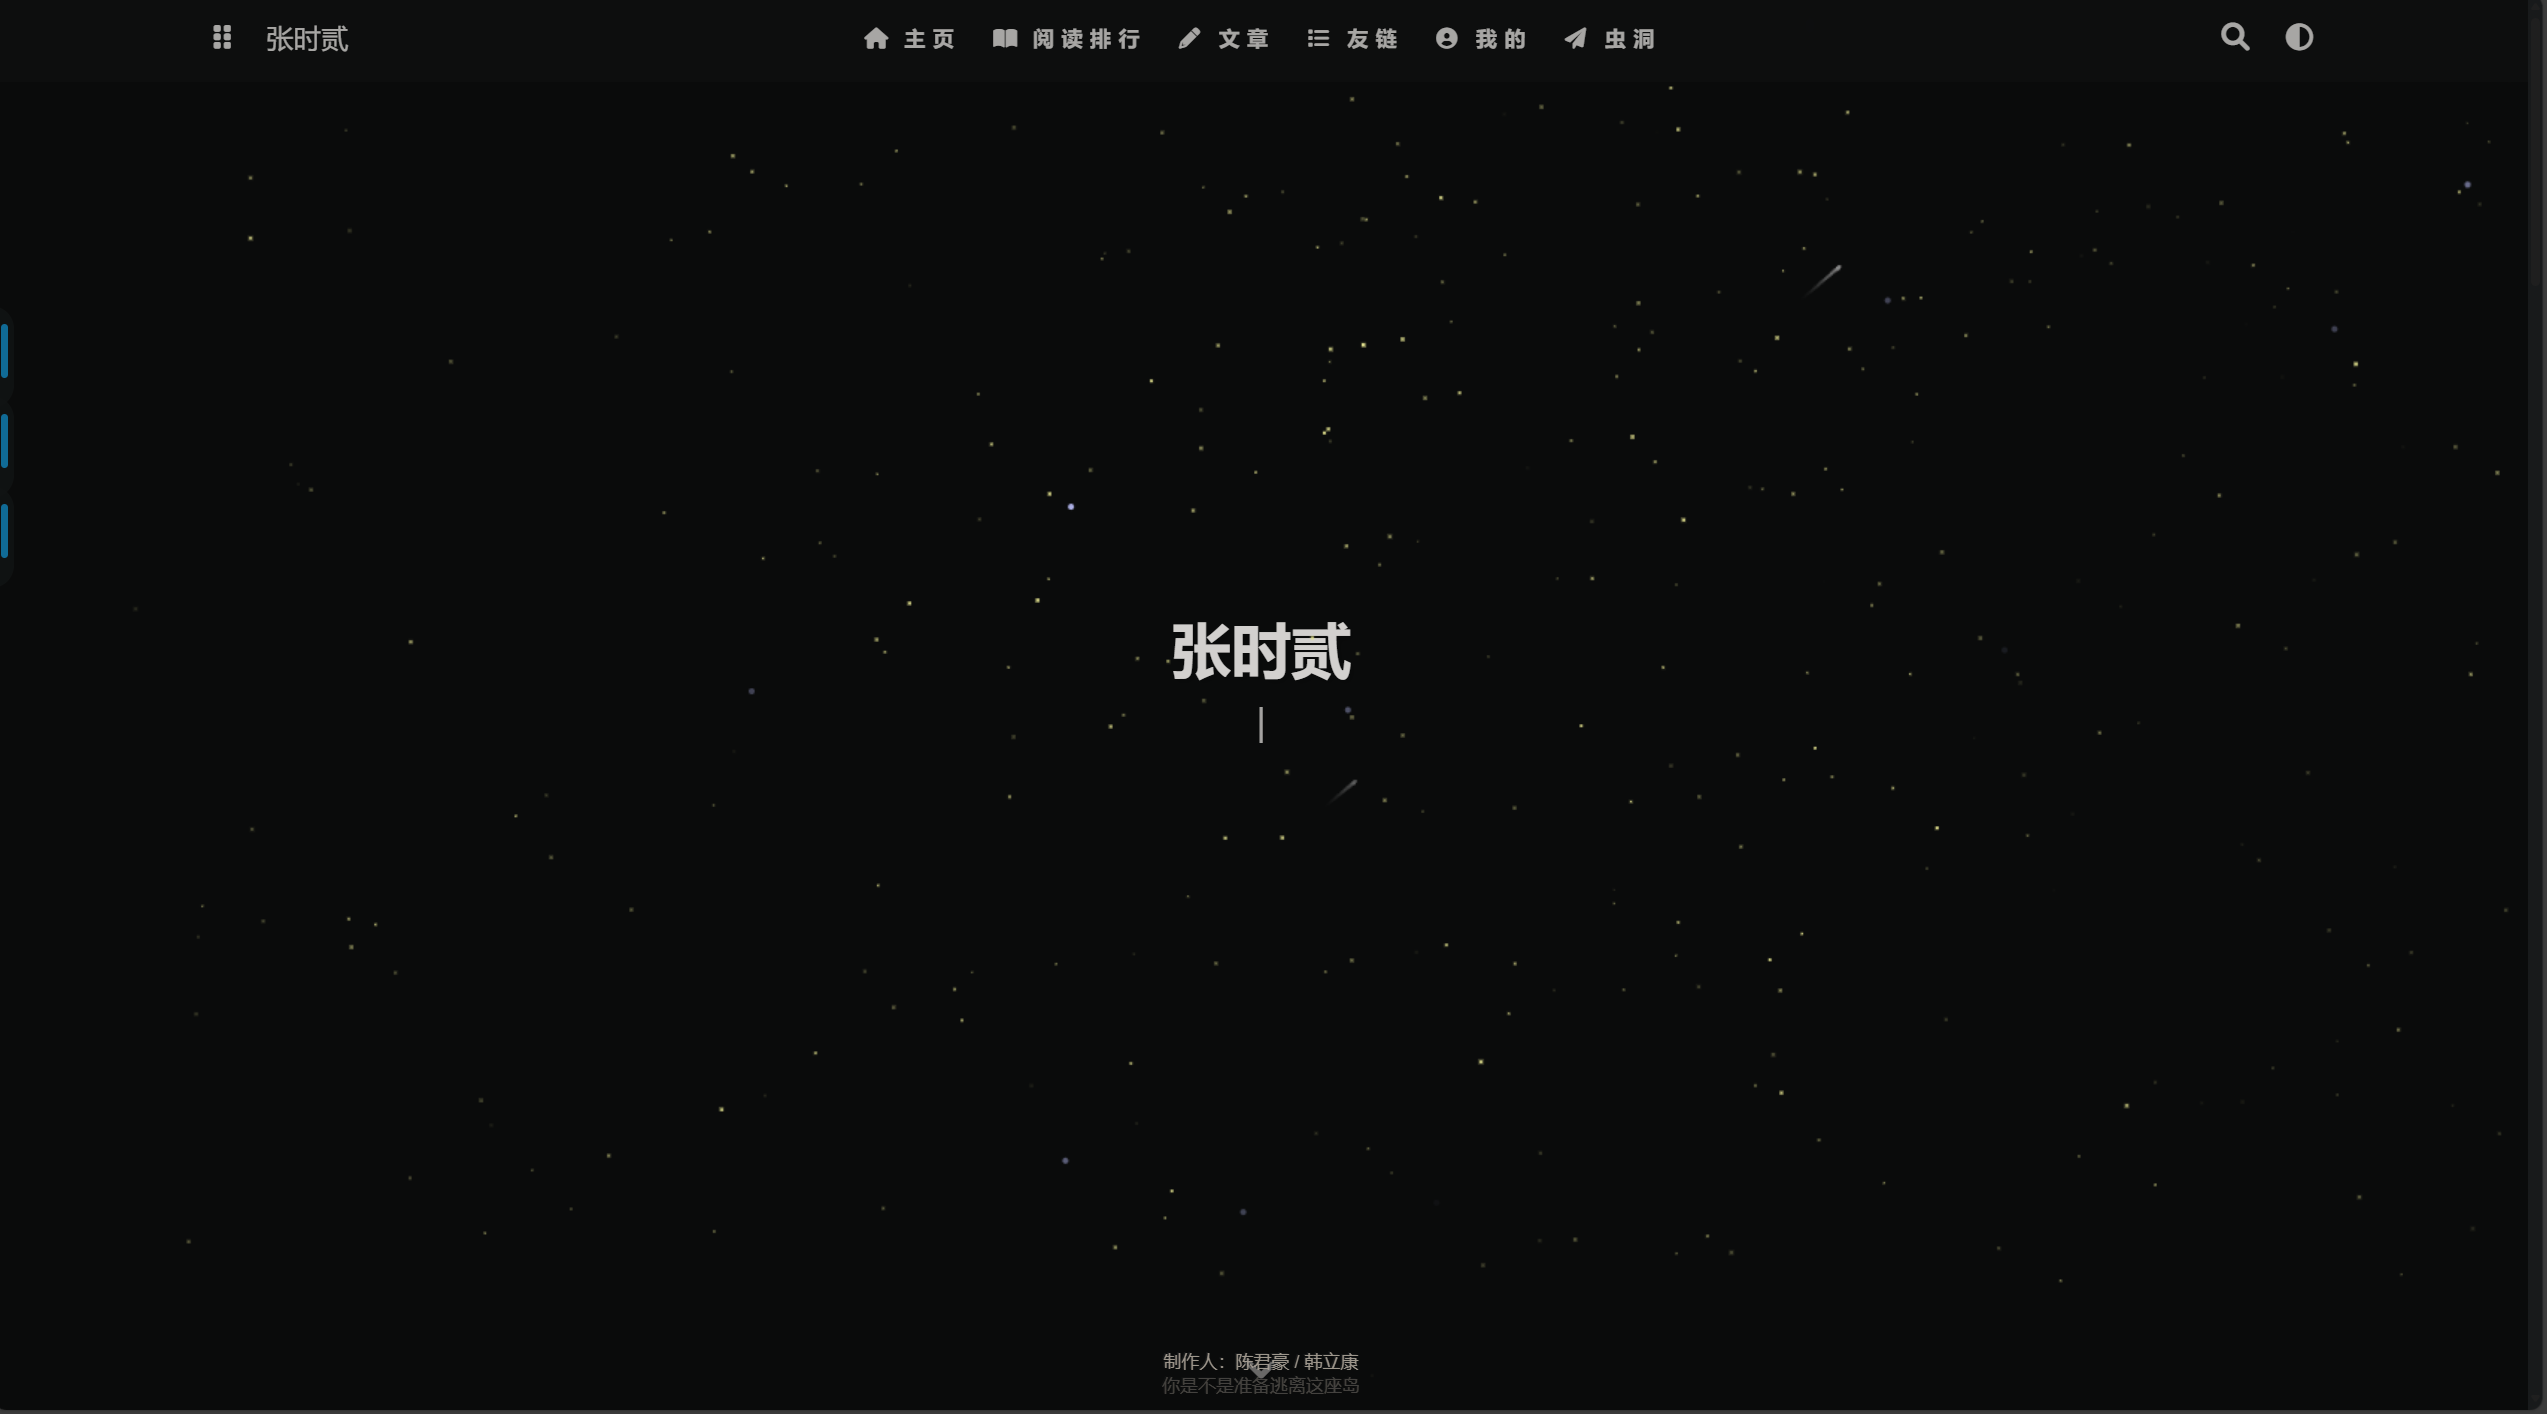 张时贰
主页 阅读排行 文章 友链 我的 虫洞
张时贰
制作人：陈君豪 / 韩立康
你是不是准备逃离这座岛